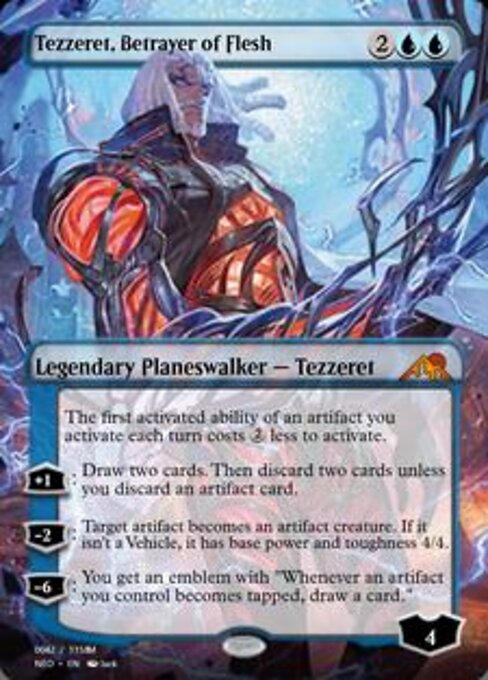 Tezzeret, Betrayer of Flesh 2
Legendary Planeswalker — Tezzeret
The first activated ability of an artifact you
activate each turn costs 2 less to activate.
+1 : Draw two cards. Then discard two cards unless
you discard an artifact card.
-2 : Target artifact becomes an artifact creature. If it
isn't a Vehicle, it has base power and toughness 4/4.
-6 : You get an emblem with "Whenever an artifact
you control becomes tapped, draw a card."
4
NEO • EN